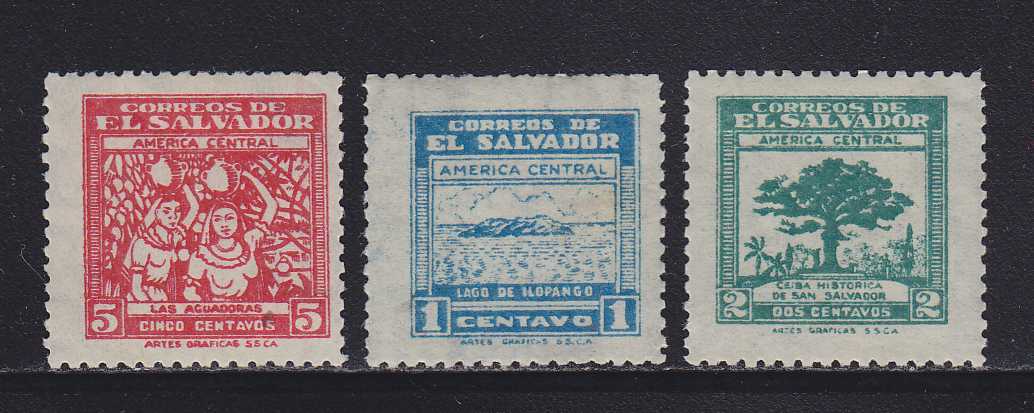 CORREOS DE
EL SALVADOR
AMERICA CENTRAL
LAS AGUADORAS
5 CINCO CENTAVOS 5
ARTES GRAFICAS S.S.C.A.
CORREOS DE
EL SALVADOR
AMERICA CENTRAL
LAGO DE ILOPANGO
1 CENTAVO 1
ARTES GRAFICAS S.S.C.A.
CORREOS DE
EL SALVADOR
AMERICA CENTRAL
CEIBA HISTORICA
DE SAN SALVADOR
2 DOS CENTAVOS 2
ARTES GRAFICAS S.S.C.A.